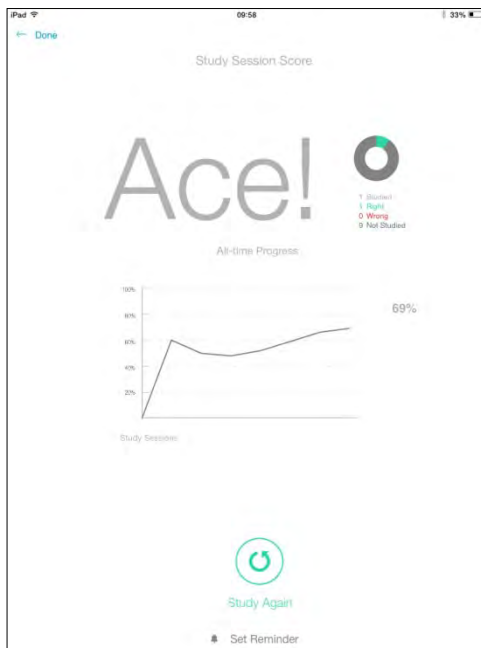 iPad 09:58 33%
← Done
Study Session Score
Ace!
1 Studied
1 Right
0 Wrong
9 Not Studied
All-time Progress
100%
80%
60%
40%
20%
69%
Study Sessions
Study Again
Set Reminder